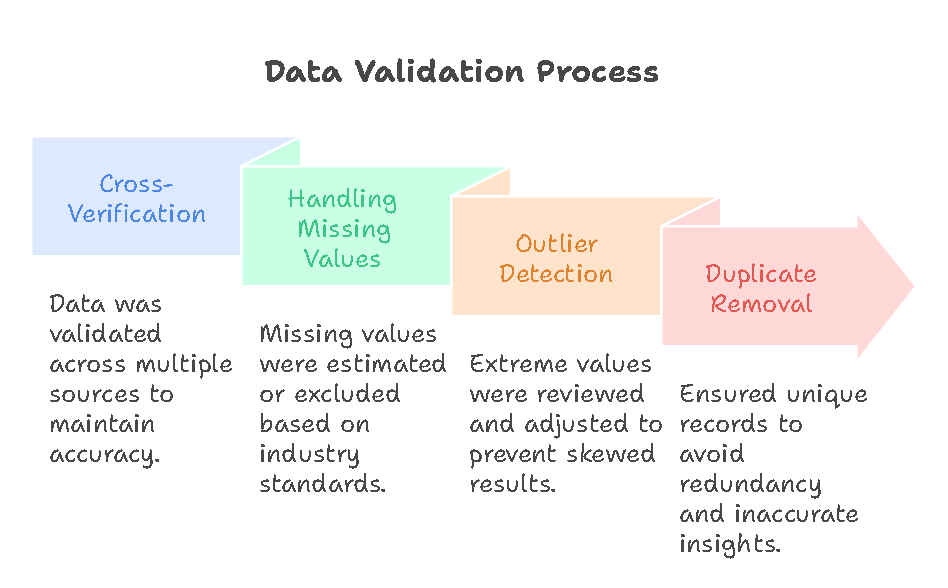 Data Validation Process
Cross-
Verification
Data was
validated
across multiple
sources to
maintain
accuracy.
Handling
Missing
Values
Missing values
were estimated
or excluded
based on
industry
standards.
Outlier
Detection
Extreme values
were reviewed
and adjusted to
prevent skewed
results.
Duplicate
Removal
Ensured unique
records to
avoid
redundancy
and inaccurate
insights.